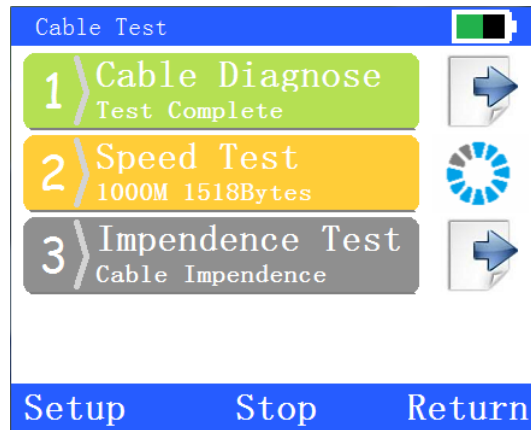 Cable Test
1 Cable Diagnose
Test Complete
2 Speed Test
1000M 1518Bytes
3 Impendence Test
Cable Impendence
Setup Stop Return